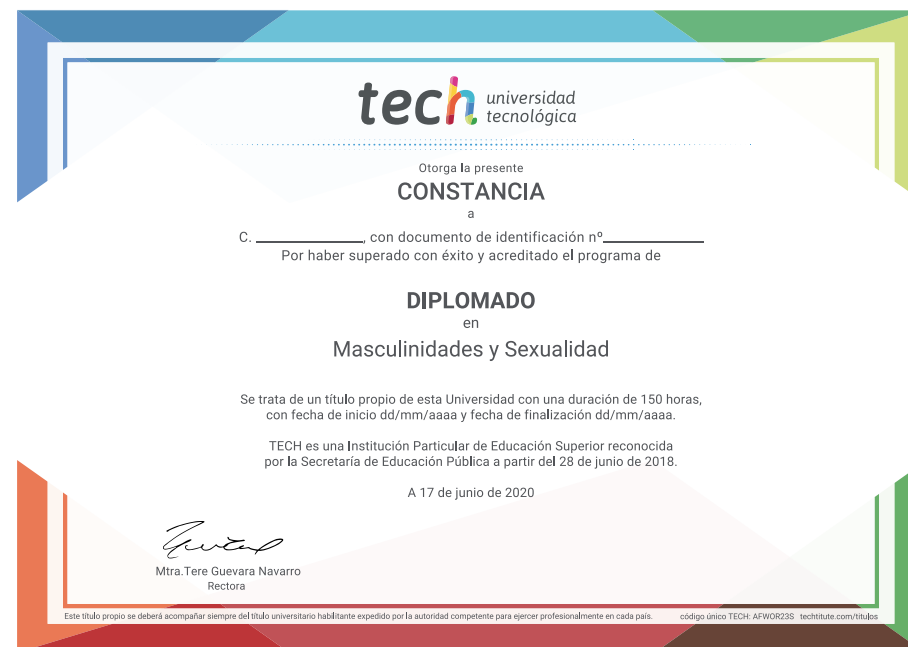 tech universidad
tecnológica
Otorga la presente
CONSTANCIA
a
C. ____________, con documento de identificación nº____________
Por haber superado con éxito y acreditado el programa de
DIPLOMADO
en
Masculinidades y Sexualidad
Se trata de un título propio de esta Universidad con una duración de 150 horas,
con fecha de inicio dd/mm/aaaa y fecha de finalización dd/mm/aaaa.
TECH es una Institución Particular de Educación Superior reconocida
por la Secretaría de Educación Pública a partir del 28 de junio de 2018.
A 17 de junio de 2020
Mtra.Tere Guevara Navarro
Rectora
Este título propio se deberá acompañar siempre del título universitario habilitante expedido por la autoridad competente para ejercer profesionalmente en cada país. código único TECH: AFWOR23S techtitute.com/titulos